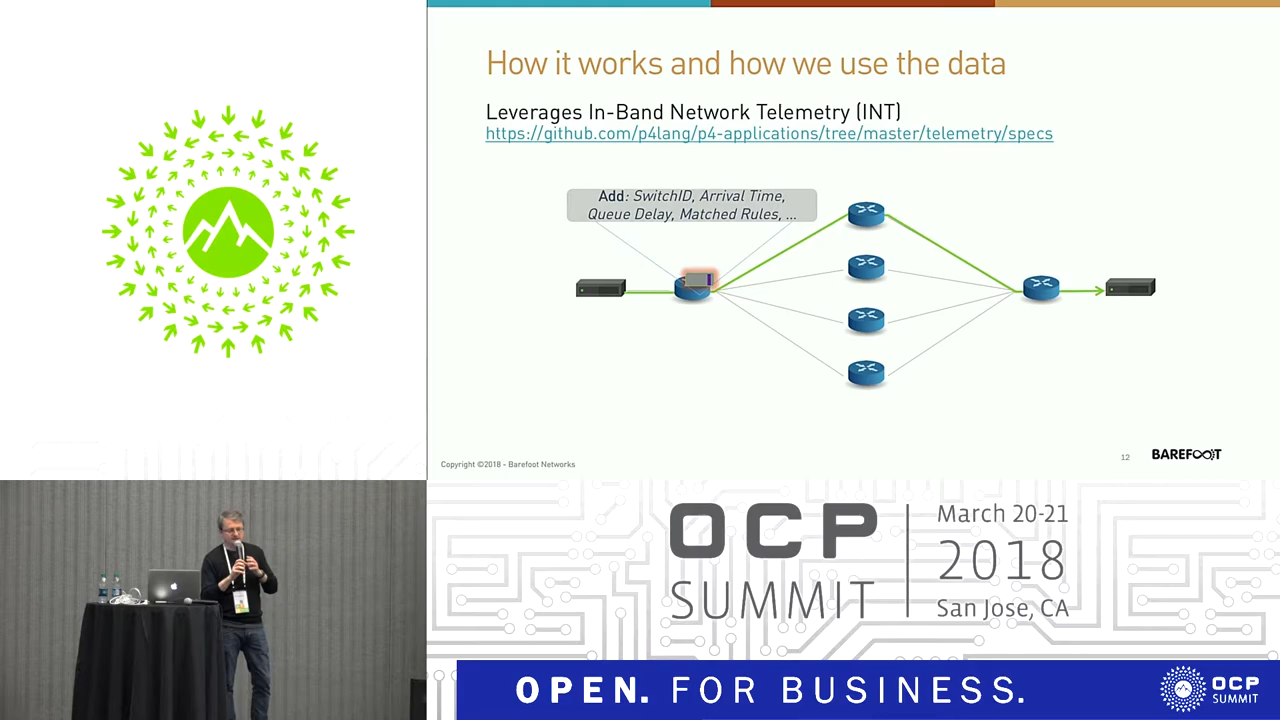 How it works and how we use the data
Leverages In-Band Network Telemetry (INT)
https://github.com/p4lang/p4-applications/tree/master/telemetry/specs
Add: SwitchID, Arrival Time,
Queue Delay, Matched Rules, ...
Copyright ©2018 - Barefoot Networks
12
BAREFOOT
OCP
SUMMIT
March 20-21
2018
San Jose, CA
OPEN. FOR BUSINESS.
OCP
SUMMIT